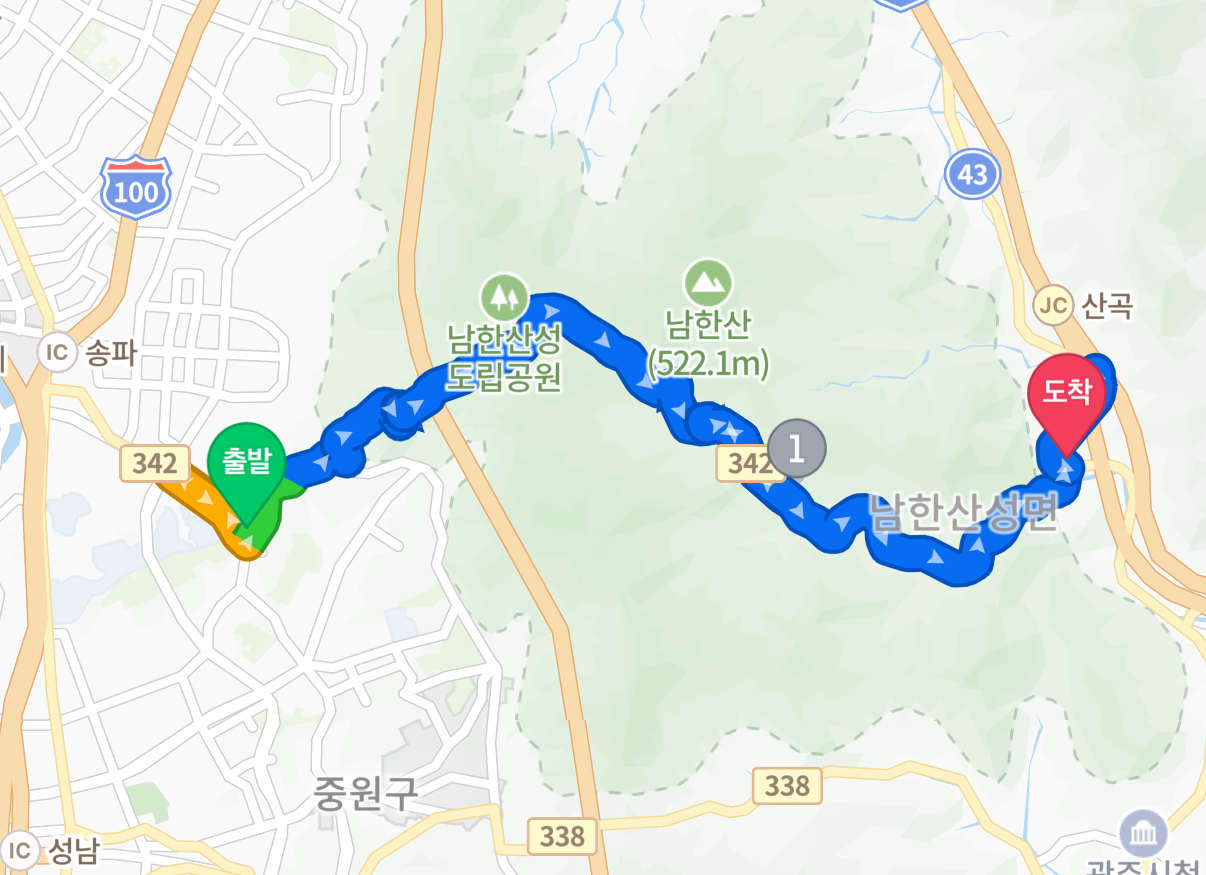 100
43
JC 산곡
남한산성
도립공원
남한산
(522.1m)
IC 송파
도착
342
출발
342
1
남한산성면
중원구
338
338
IC 성남
광주시청